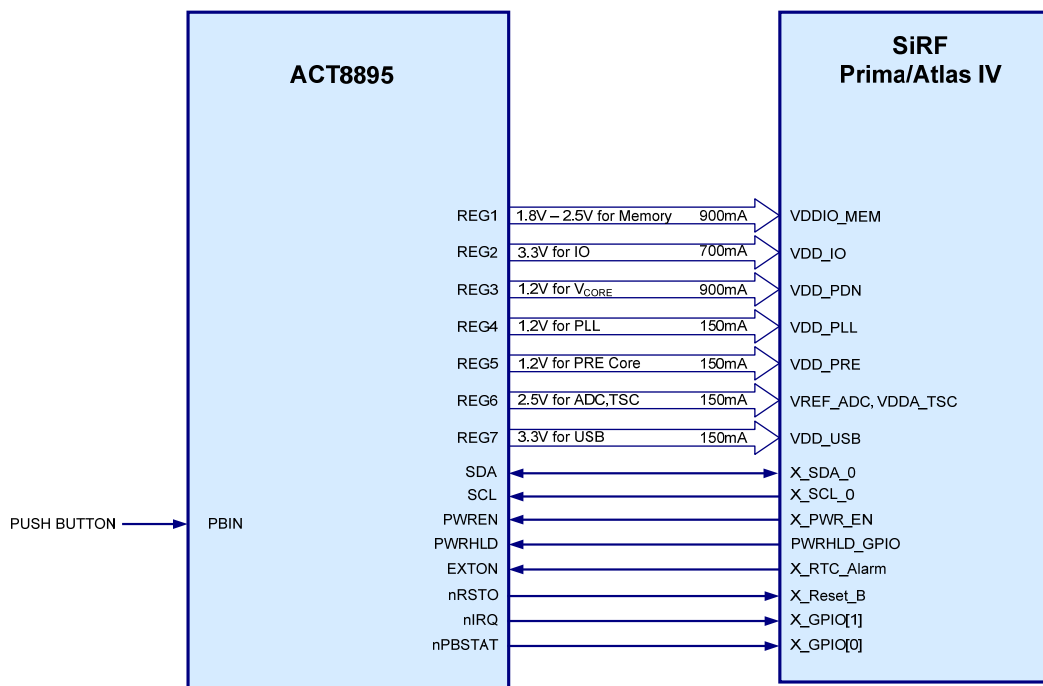 ACT8895
SiRF
Prima/Atlas IV
REG1 1.8V – 2.5V for Memory 900mA VDDIO_MEM
REG2 3.3V for IO 700mA VDD_IO
REG3 1.2V for VCORE 900mA VDD_PDN
REG4 1.2V for PLL 150mA VDD_PLL
REG5 1.2V for PRE Core 150mA VDD_PRE
REG6 2.5V for ADC,TSC 150mA VREF_ADC, VDDA_TSC
REG7 3.3V for USB 150mA VDD_USB
SDA X_SDA_0
SCL X_SCL_0
PUSH BUTTON PBIN PWREN X_PWR_EN
PWRHLD PWRHLD_GPIO
EXTON X_RTC_Alarm
nRSTO X_Reset_B
nIRQ X_GPIO[1]
nPBSTAT X_GPIO[0]